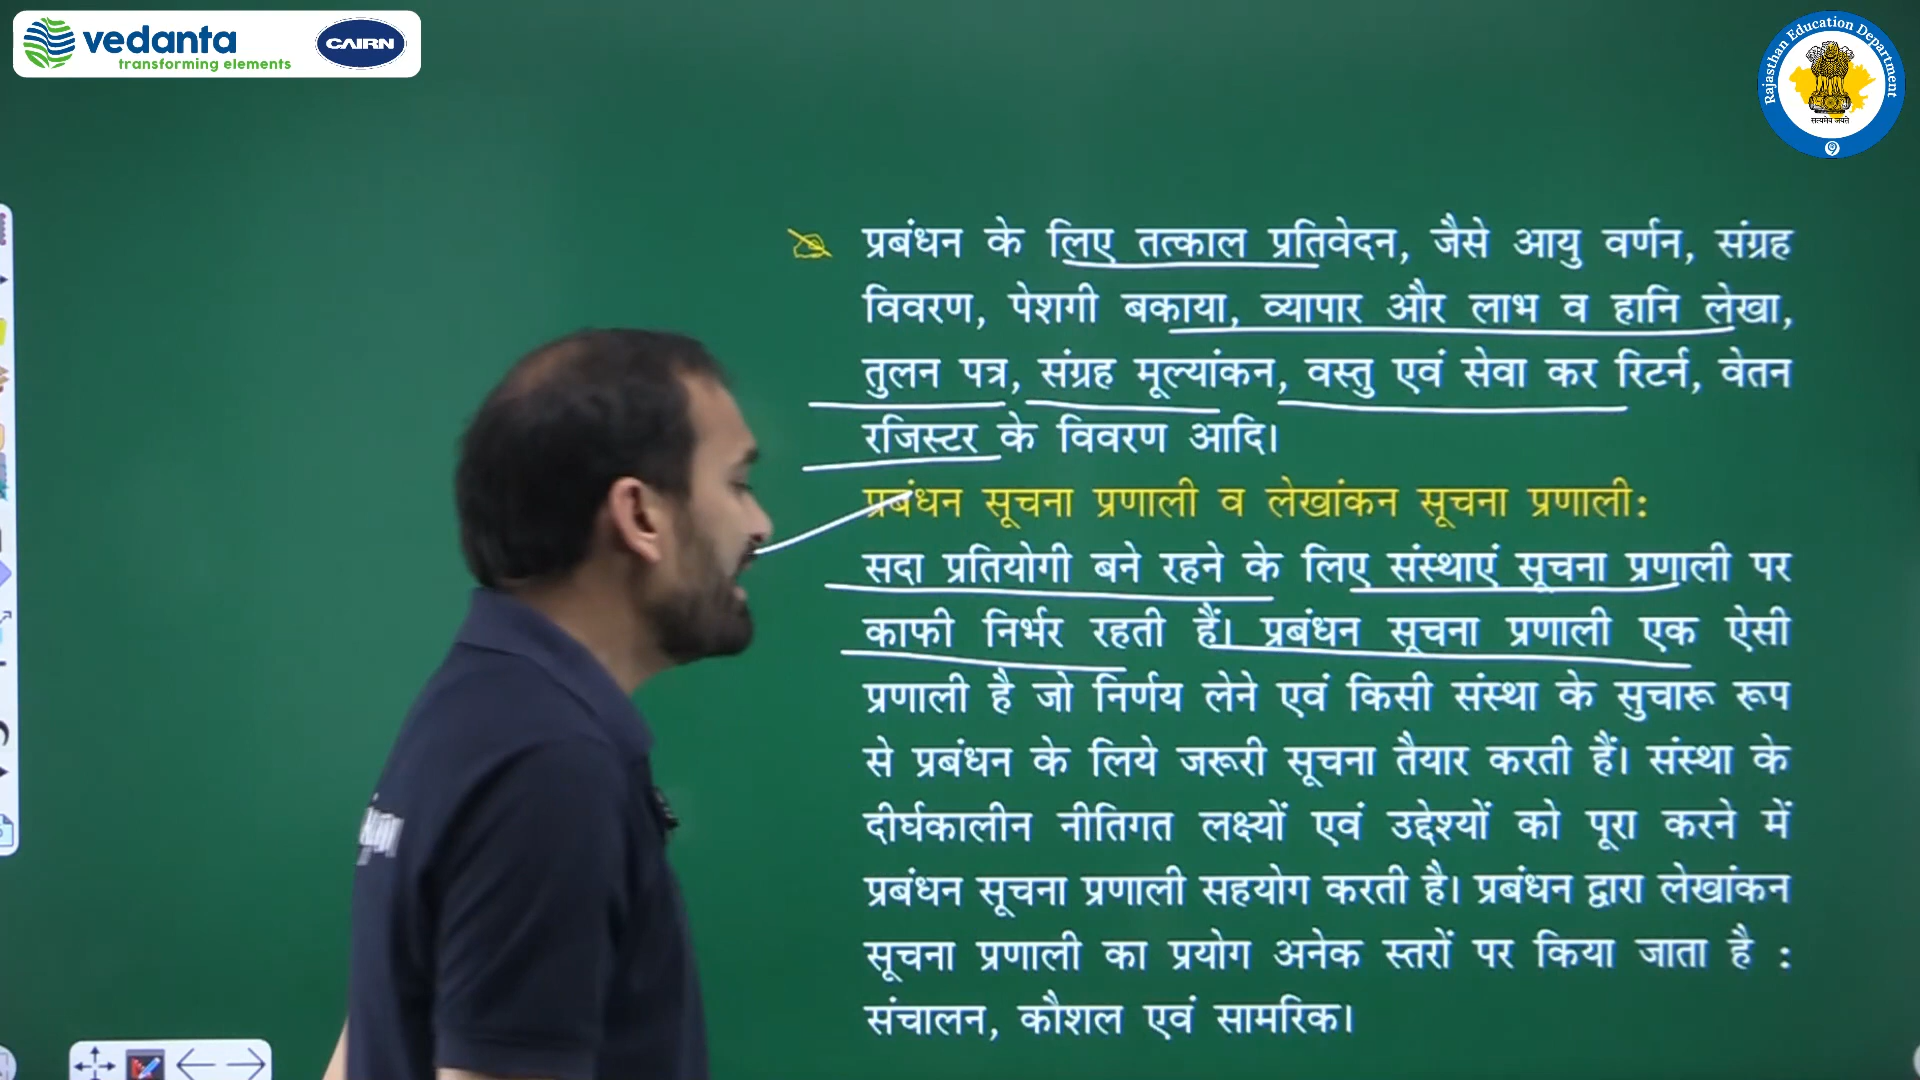 vedanta
transforming elements
CAIRN
Rajasthan Education Department
सत्यमेव जयते
प्रबंधन के लिए तत्काल प्रतिवेदन, जैसे आयु वर्णन, संग्रह
विवरण, पेशगी बकाया, व्यापार और लाभ व हानि लेखा,
तुलन पत्र, संग्रह मूल्यांकन, वस्तु एवं सेवा कर रिटर्न, वेतन
रजिस्टर के विवरण आदि।
प्रबंधन सूचना प्रणाली व लेखांकन सूचना प्रणाली:
सदा प्रतियोगी बने रहने के लिए संस्थाएं सूचना प्रणाली पर
काफी निर्भर रहती हैं। प्रबंधन सूचना प्रणाली एक ऐसी
प्रणाली है जो निर्णय लेने एवं किसी संस्था के सुचारू रूप
से प्रबंधन के लिये जरूरी सूचना तैयार करती हैं। संस्था के
दीर्घकालीन नीतिगत लक्ष्यों एवं उद्देश्यों को पूरा करने में
प्रबंधन सूचना प्रणाली सहयोग करती है। प्रबंधन द्वारा लेखांकन
सूचना प्रणाली का प्रयोग अनेक स्तरों पर किया जाता है :
संचालन, कौशल एवं सामरिक।